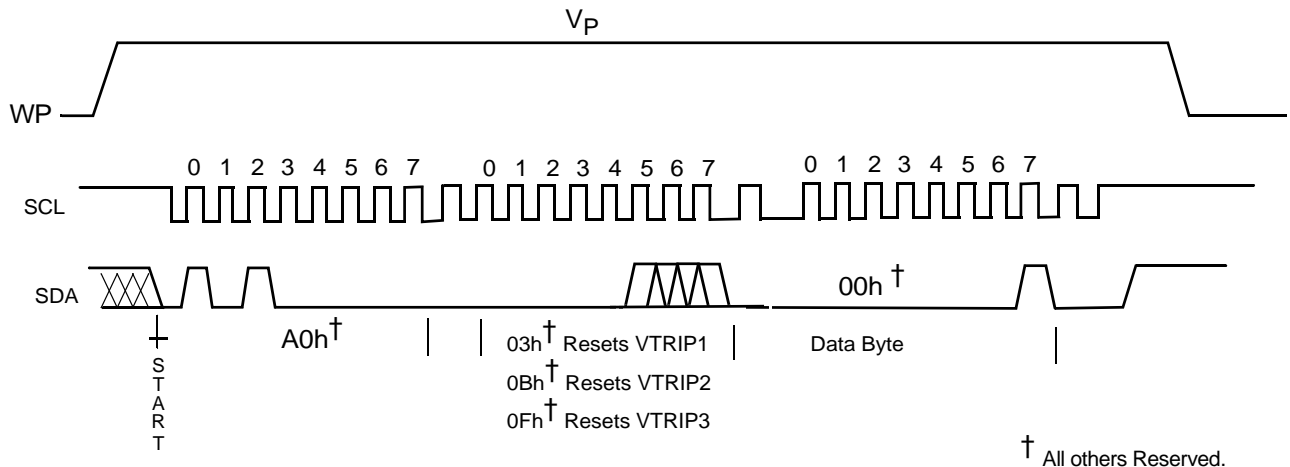 VP
WP
0 1 2 3 4 5 6 7 0 1 2 3 4 5 6 7 0 1 2 3 4 5 6 7
SCL
SDA
00h †
A0h†
03h† Resets VTRIP1
Data Byte
0Bh† Resets VTRIP2
0Fh† Resets VTRIP3
START
† All others Reserved.